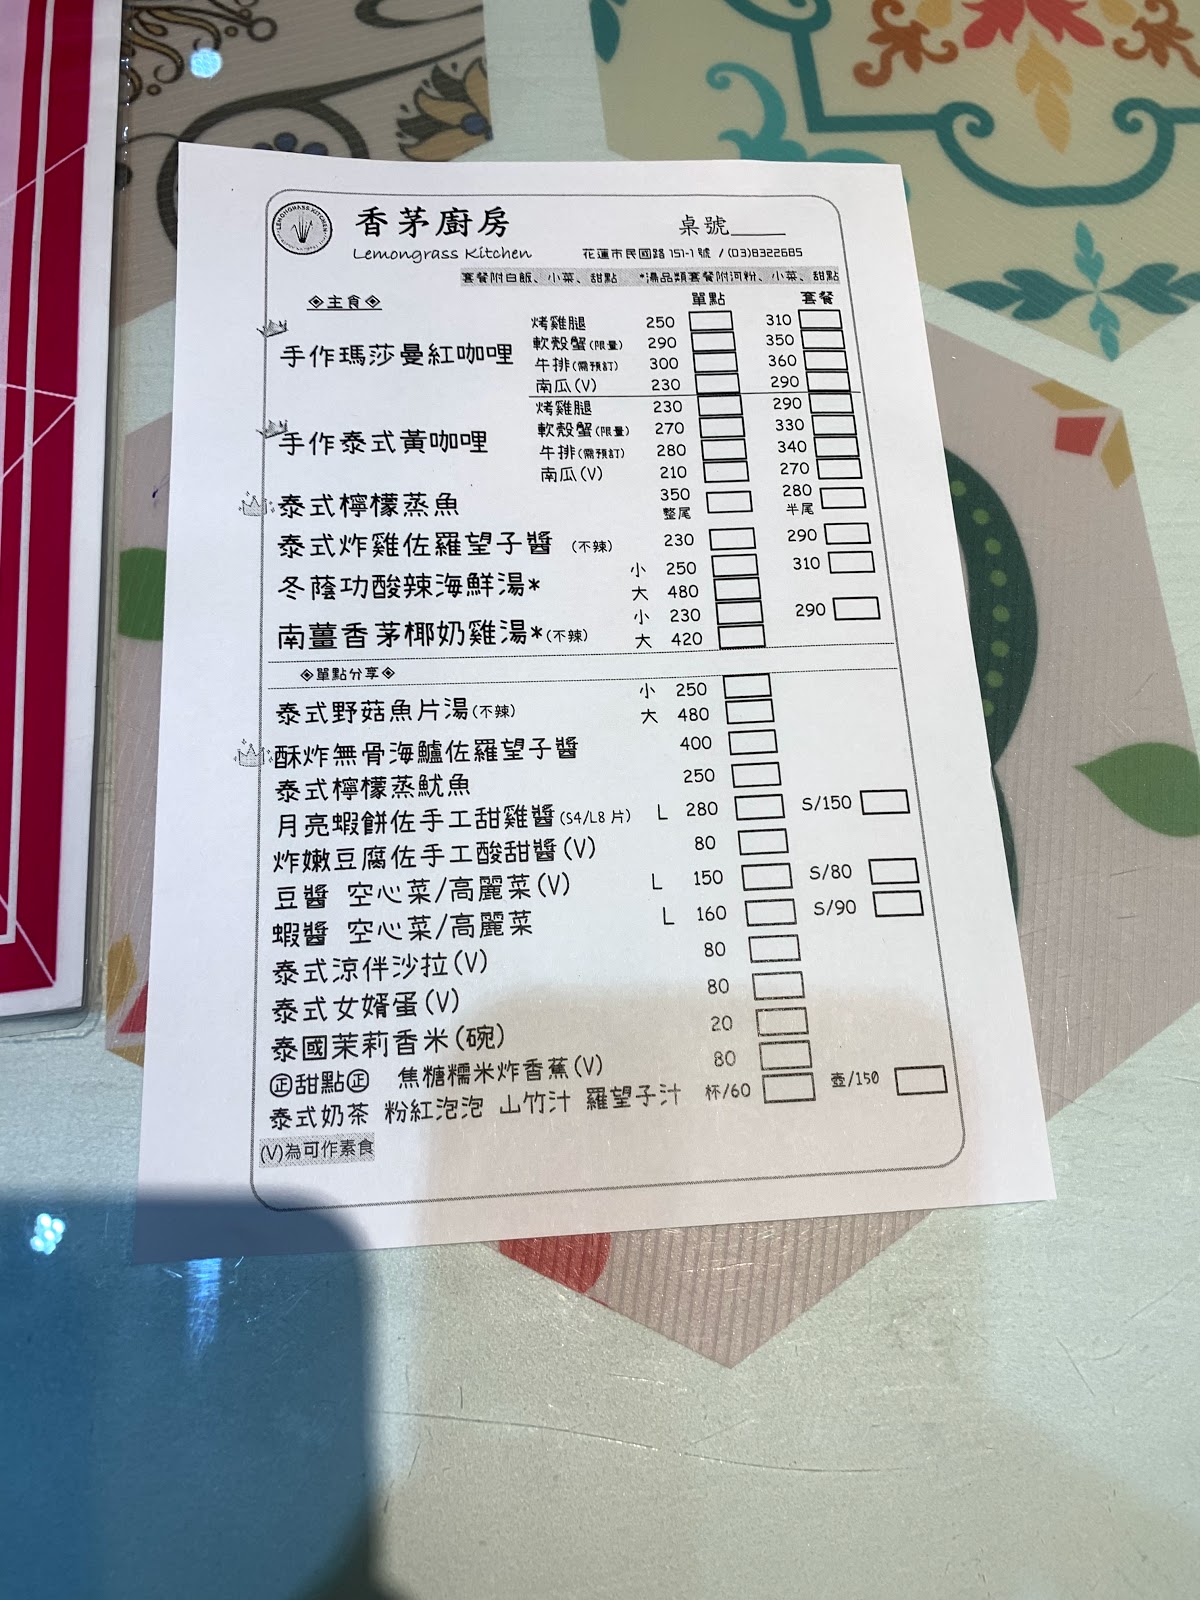 LEMONGRASS KITCHEN
香茅廚房 桌號____
Lemongrass Kitchen 花蓮市民國路 151-1 號 / (03)8322685
套餐附白飯、小菜、甜點 *湯品類套餐附河粉、小菜、甜點
◈主食◈ 單點 套餐
手作瑪莎曼紅咖哩
烤雞腿 250 310
軟殼蟹(限量) 290 350
牛排(需預訂) 300 360
南瓜(V) 230 290
手作泰式黃咖哩
烤雞腿 230 290
軟殼蟹(限量) 270 330
牛排(需預訂) 280 340
南瓜(V) 210 270
泰式檸檬蒸魚 350 整尾 280 半尾
泰式炸雞佐羅望子醬 (不辣) 230 290
冬蔭功酸辣海鮮湯* 小 250 310
大 480
南薑香茅椰奶雞湯*(不辣) 小 230 290
大 420
◈單點分享◈
泰式野菇魚片湯(不辣) 小 250
大 480
酥炸無骨海鱸佐羅望子醬 400
泰式檸檬蒸魷魚 250
月亮蝦餅佐手工甜雞醬(S4/L8 片) L 280 S/150
炸嫩豆腐佐手工酸甜醬(V) 80
豆醬 空心菜/高麗菜(V) L 150 S/80
蝦醬 空心菜/高麗菜 L 160 S/90
泰式涼伴沙拉(V) 80
泰式女婿蛋(V) 80
泰國茉莉香米(碗) 20
㊣甜點㊣ 焦糖糯米炸香蕉(V) 80
泰式奶茶 粉紅泡泡 山竹汁 羅望子汁 杯/60 壺/150
(V)為可作素食